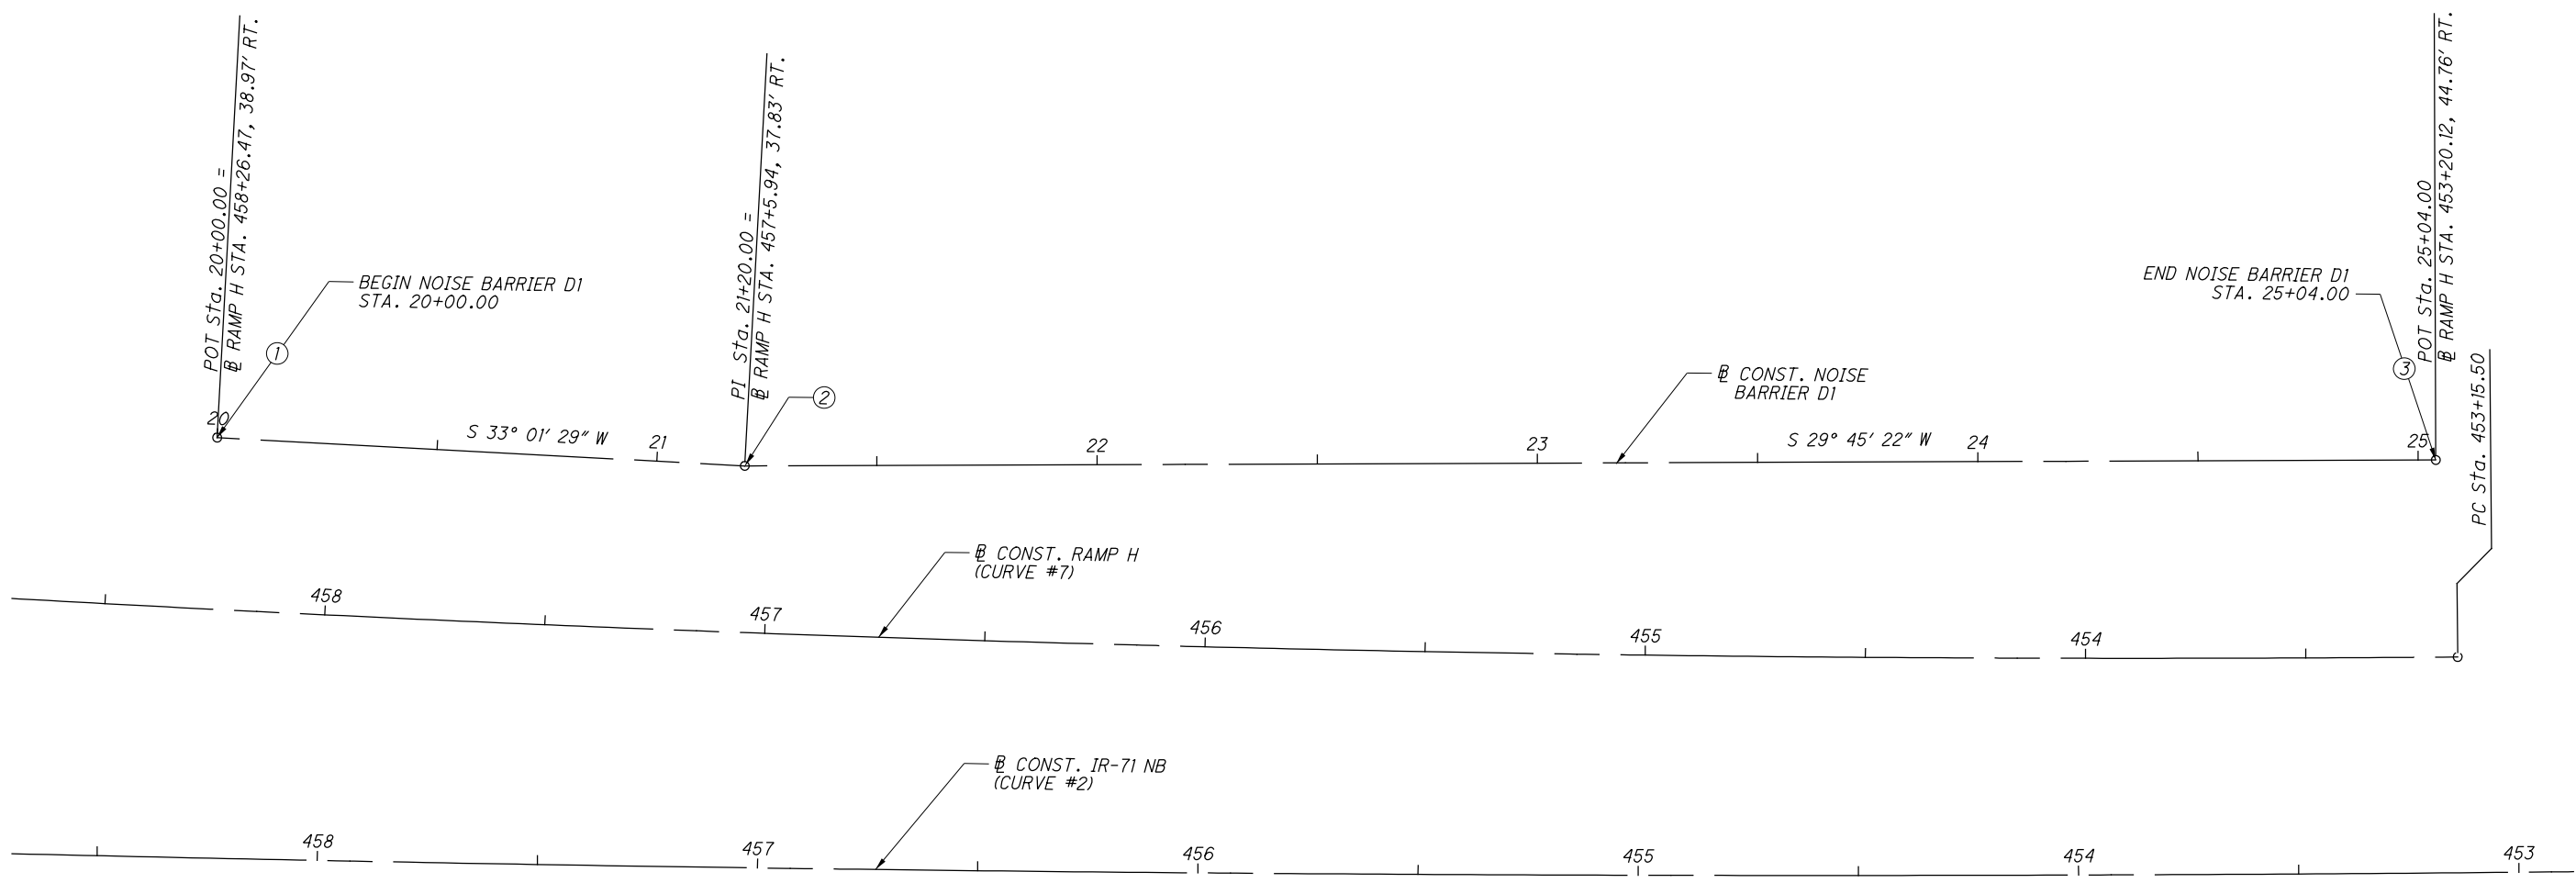 POT Sta. 20+00.00 =
℄ RAMP H STA. 458+26.47, 38.97' RT.
PI Sta. 21+20.00 =
℄ RAMP H STA. 457+5.94, 37.83' RT.
POT Sta. 25+04.00
℄ RAMP H STA. 453+20.12, 44.76' RT.
BEGIN NOISE BARRIER D1
STA. 20+00.00
1
END NOISE BARRIER D1
STA. 25+04.00
3
PC Sta. 453+15.50
2
℄ CONST. NOISE
BARRIER D1
20
S 33° 01' 29" W
21
22
23
S 29° 45' 22" W
24
25
℄ CONST. RAMP H
(CURVE #7)
458
457
456
455
454
℄ CONST. IR-71 NB
(CURVE #2)
458
457
456
455
454
453